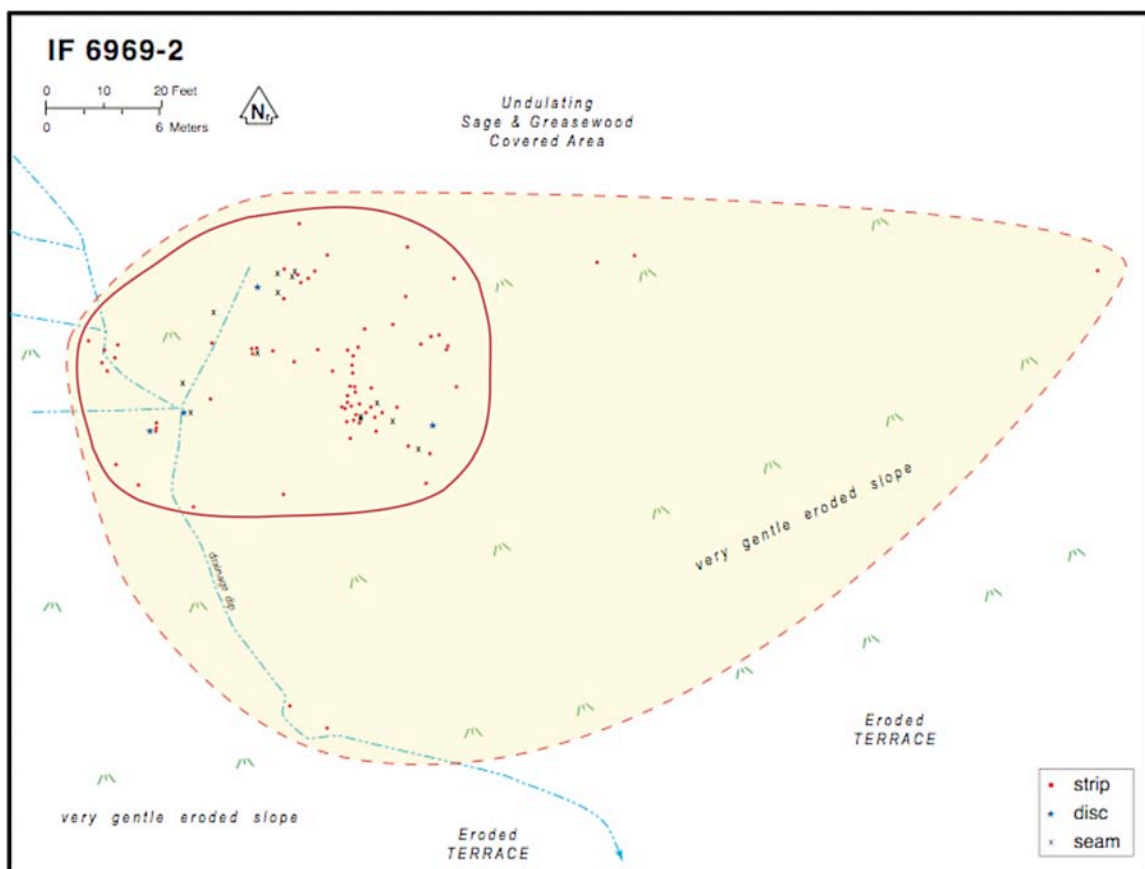 IF 6969-2
0 10 20 Feet
0 6 Meters
N
Undulating
Sage & Greasewood
Covered Area
very gentle eroded slope
drainage dip
Eroded
TERRACE
very gentle eroded slope
Eroded
TERRACE
strip
disc
seam